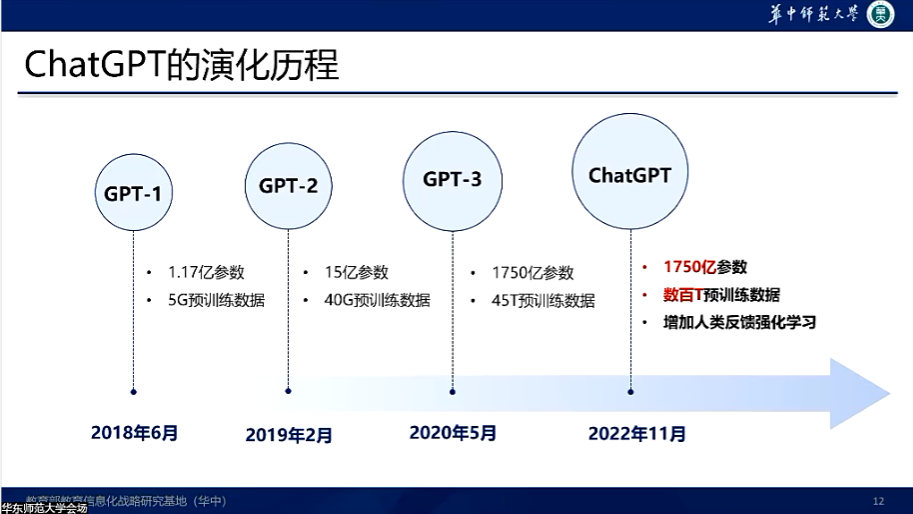 华中师范大学
ChatGPT的演化历程
GPT-1
GPT-2
GPT-3
ChatGPT
• 1.17亿参数
• 5G预训练数据
• 15亿参数
• 40G预训练数据
• 1750亿参数
• 45T预训练数据
• 1750亿参数
• 数百T预训练数据
• 增加人类反馈强化学习
2018年6月
2019年2月
2020年5月
2022年11月
教育部教育信息化战略研究基地（华中）
12
华东师范大学会场